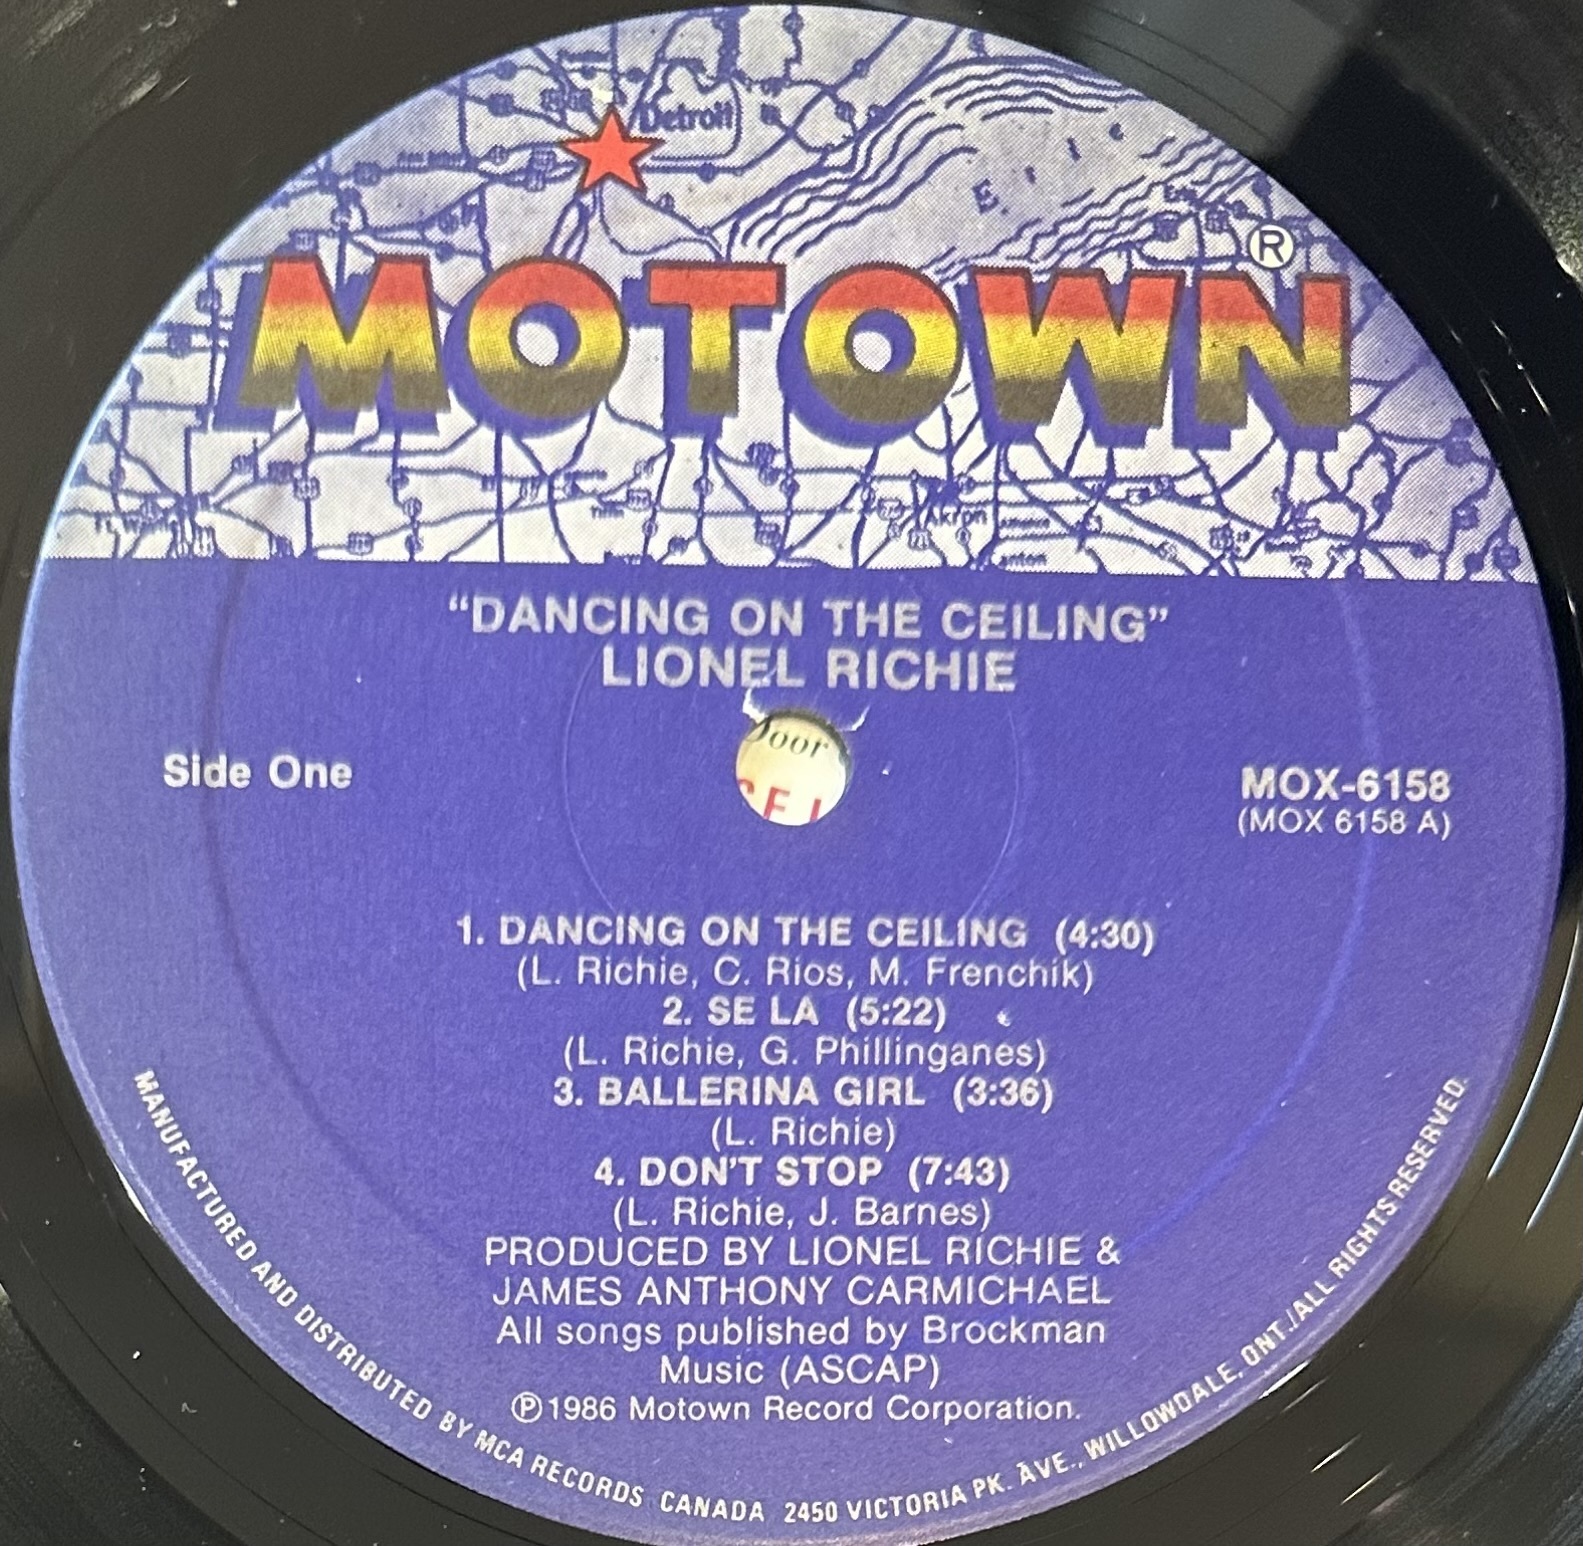 Detroit
E r i e
MOTOWN®
Akron
"DANCING ON THE CEILING"
LIONEL RICHIE
Side One
MOX-6158
(MOX 6158 A)
1. DANCING ON THE CEILING (4:30)
(L. Richie, C. Rios, M. Frenchik)
2. SE LA (5:22)
(L. Richie, G. Phillinganes)
3. BALLERINA GIRL (3:36)
(L. Richie)
4. DON'T STOP (7:43)
(L. Richie, J. Barnes)
PRODUCED BY LIONEL RICHIE &
JAMES ANTHONY CARMICHAEL
All songs published by Brockman
Music (ASCAP)
℗1986 Motown Record Corporation.
MANUFACTURED AND DISTRIBUTED BY MCA RECORDS CANADA 2450 VICTORIA PK. AVE., WILLOWDALE, ONT./ALL RIGHTS RESERVED.